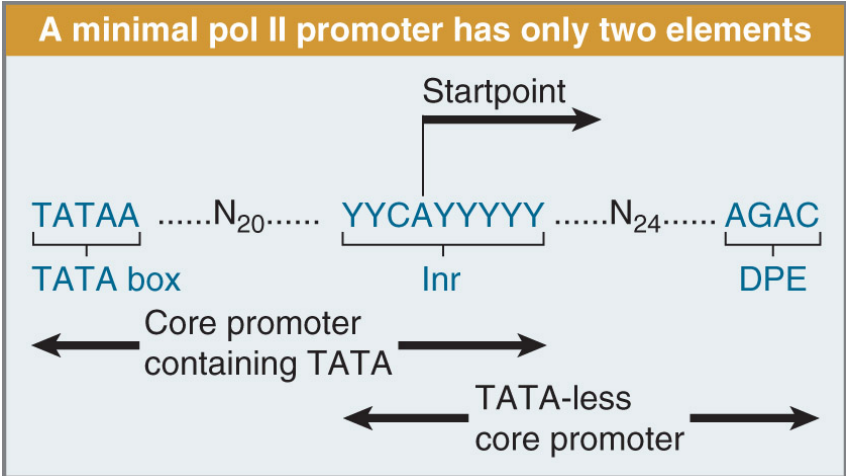 A minimal pol II promoter has only two elements
Startpoint
TATAA ......N20...... YYCAYYYYY ......N24...... AGAC
TATA box Inr DPE
Core promoter
containing TATA
TATA-less
core promoter